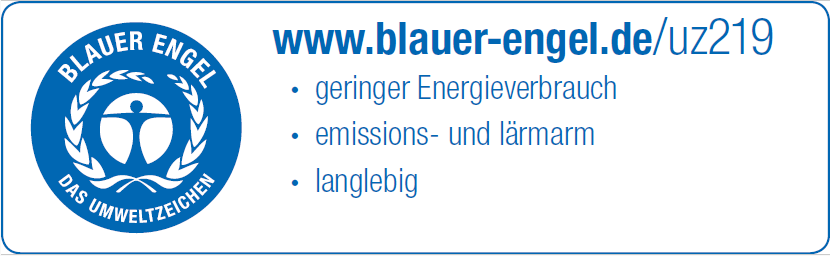 BLAUER ENGEL
DAS UMWELTZEICHEN
www.blauer-engel.de/uz219
• geringer Energieverbrauch
• emissions- und lärmarm
• langlebig